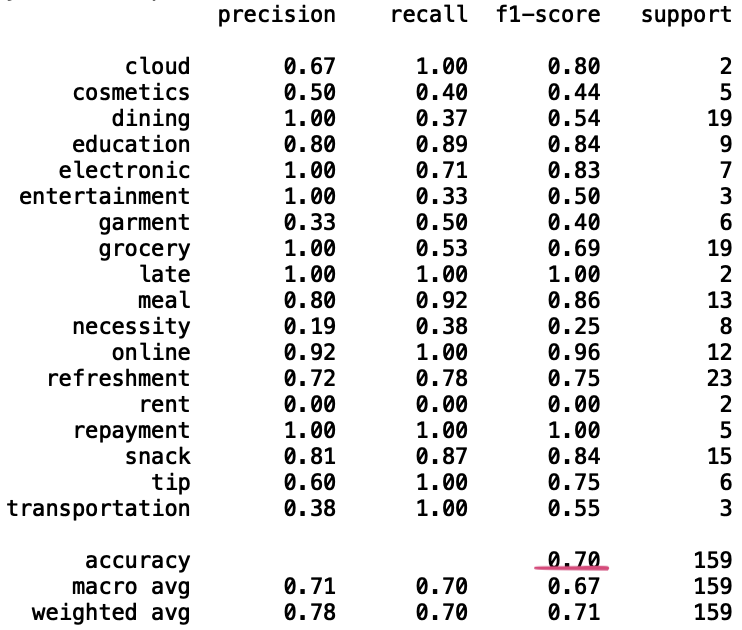 precision recall f1-score support
cloud 0.67 1.00 0.80 2
cosmetics 0.50 0.40 0.44 5
dining 1.00 0.37 0.54 19
education 0.80 0.89 0.84 9
electronic 1.00 0.71 0.83 7
entertainment 1.00 0.33 0.50 3
garment 0.33 0.50 0.40 6
grocery 1.00 0.53 0.69 19
late 1.00 1.00 1.00 2
meal 0.80 0.92 0.86 13
necessity 0.19 0.38 0.25 8
online 0.92 1.00 0.96 12
refreshment 0.72 0.78 0.75 23
rent 0.00 0.00 0.00 2
repayment 1.00 1.00 1.00 5
snack 0.81 0.87 0.84 15
tip 0.60 1.00 0.75 6
transportation 0.38 1.00 0.55 3
accuracy 0.70 159
macro avg 0.71 0.70 0.67 159
weighted avg 0.78 0.70 0.71 159